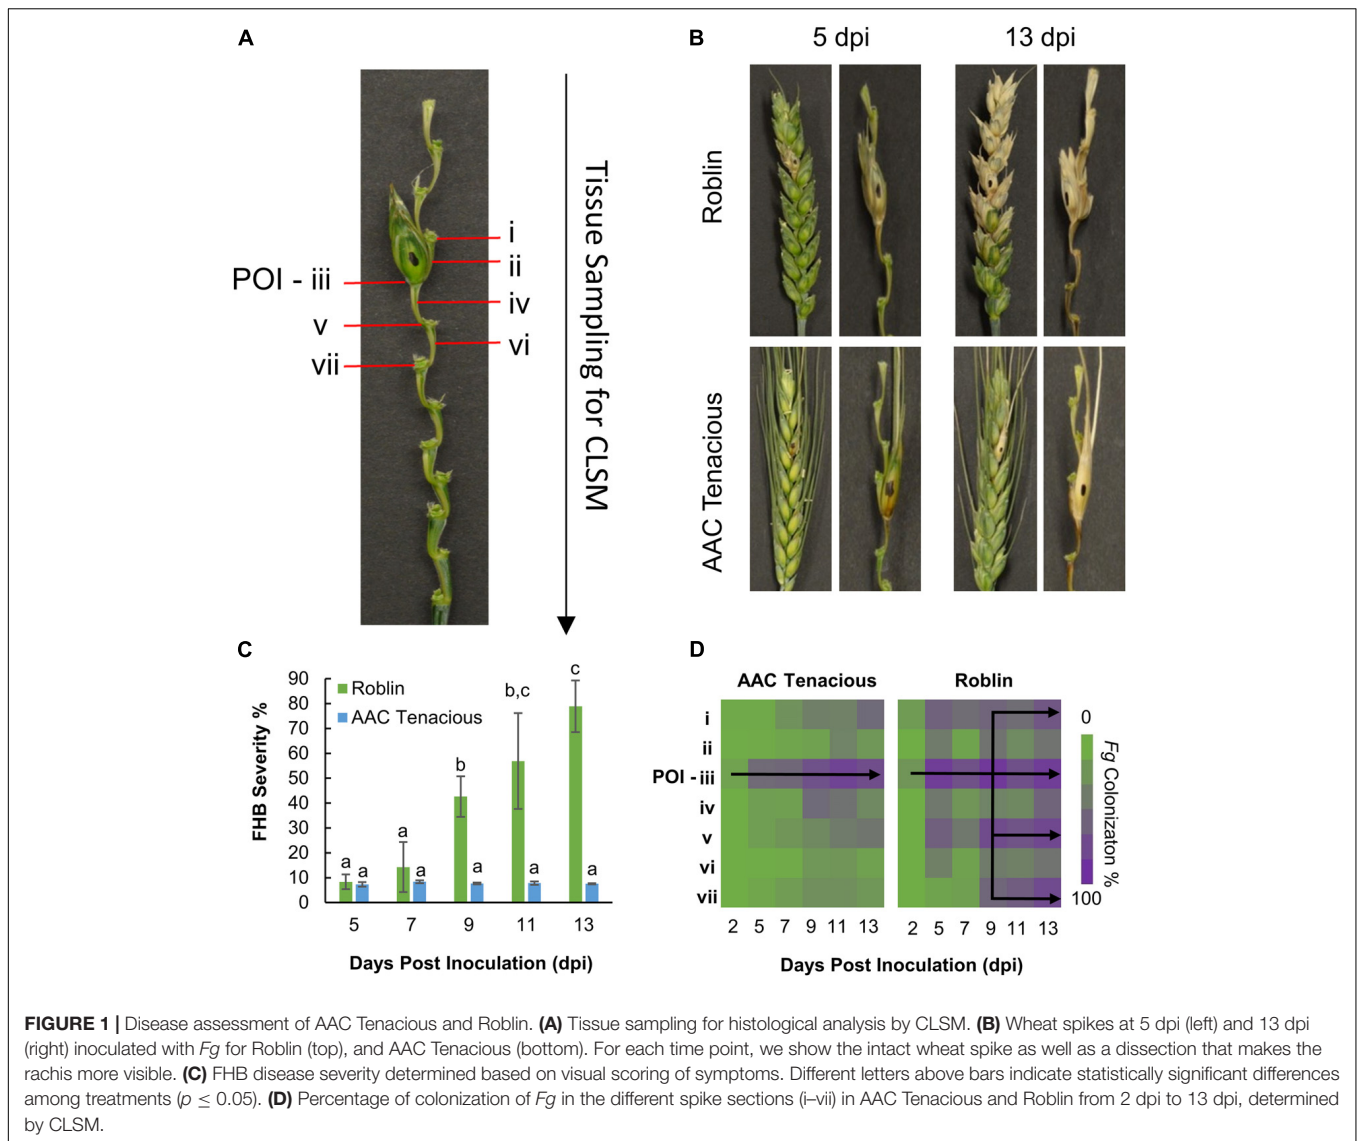 A
i
ii
POI - iii
iv
v
vi
vii
Tissue Sampling for CLSM
B
5 dpi
13 dpi
Roblin
AAC Tenacious
C
FHB Severity %
90
80
70
60
50
40
30
20
10
0
Roblin
AAC Tenacious
a
a
a
a
b
a
b,c
a
c
a
5 7 9 11 13
Days Post Inoculation (dpi)
D
AAC Tenacious
Roblin
i
ii
POI - iii
iv
v
vi
vii
2 5 7 9 11 13
2 5 7 9 11 13
Days Post Inoculation (dpi)
0
Fg Colonizaton %
100
FIGURE 1 | Disease assessment of AAC Tenacious and Roblin. (A) Tissue sampling for histological analysis by CLSM. (B) Wheat spikes at 5 dpi (left) and 13 dpi
(right) inoculated with Fg for Roblin (top), and AAC Tenacious (bottom). For each time point, we show the intact wheat spike as well as a dissection that makes the
rachis more visible. (C) FHB disease severity determined based on visual scoring of symptoms. Different letters above bars indicate statistically significant differences
among treatments (p ≤ 0.05). (D) Percentage of colonization of Fg in the different spike sections (i–vii) in AAC Tenacious and Roblin from 2 dpi to 13 dpi, determined
by CLSM.